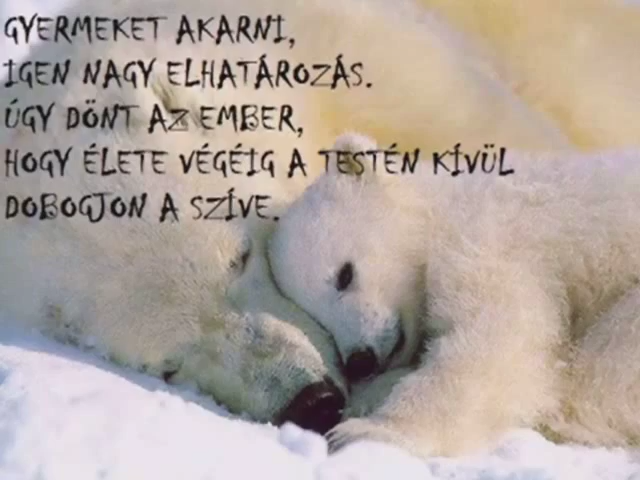 GYERMEKET AKARNI,
IGEN NAGY ELHATÁROZÁS.
ÚGY DÖNT AZ EMBER,
HOGY ÉLETE VÉGÉIG A TESTÉN KÍVÜL
DOBOGJON A SZÍVE.